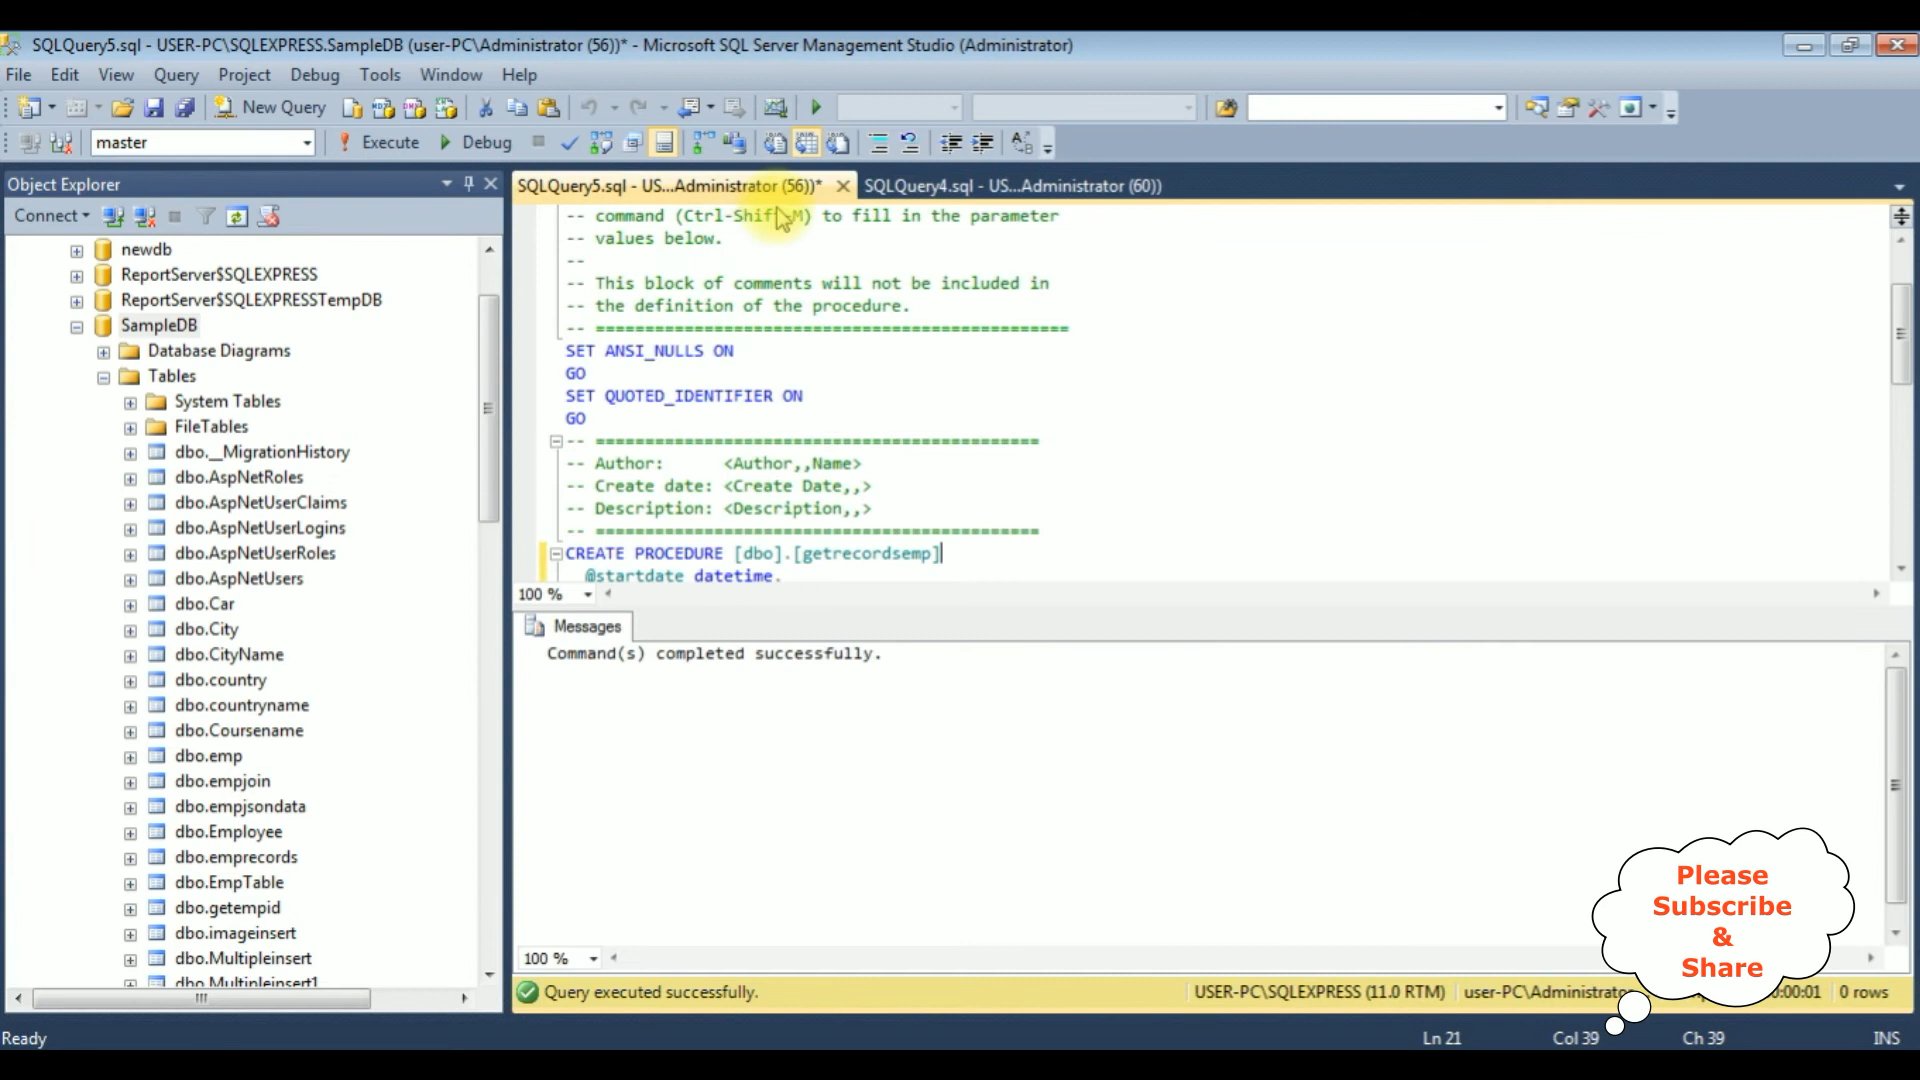 SQLQuery5.sql - USER-PC\SQLEXPRESS.SampleDB (user-PC\Administrator (56))* - Microsoft SQL Server Management Studio (Administrator)
File Edit View Query Project Debug Tools Window Help
New Query
master Execute Debug
Object Explorer
Connect
newdb
ReportServer$SQLEXPRESS
ReportServer$SQLEXPRESSTempDB
SampleDB
Database Diagrams
Tables
System Tables
FileTables
dbo.__MigrationHistory
dbo.AspNetRoles
dbo.AspNetUserClaims
dbo.AspNetUserLogins
dbo.AspNetUserRoles
dbo.AspNetUsers
dbo.Car
dbo.City
dbo.CityName
dbo.country
dbo.countryname
dbo.Coursename
dbo.emp
dbo.empjoin
dbo.empjsondata
dbo.Employee
dbo.emprecords
dbo.EmpTable
dbo.getempid
dbo.imageinsert
dbo.Multipleinsert
dbo.Multipleinsert1
SQLQuery5.sql - US...Administrator (56))* SQLQuery4.sql - US...Administrator (60))
-- command (Ctrl-Shift-M) to fill in the parameter
-- values below.
--
-- This block of comments will not be included in
-- the definition of the procedure.
-- ================================================
SET ANSI_NULLS ON
GO
SET QUOTED_IDENTIFIER ON
GO
-- =============================================
-- Author: <Author,,Name>
-- Create date: <Create Date,,>
-- Description: <Description,,>
-- =============================================
CREATE PROCEDURE [dbo].[getrecordsemp]
@startdate datetime,
100 %
Messages
Command(s) completed successfully.
100 %
Query executed successfully. USER-PC\SQLEXPRESS (11.0 RTM) user-PC\Administrator 0 rows
Please
Subscribe
&
Share
Ready Ln 21 Col 39 Ch 39 INS